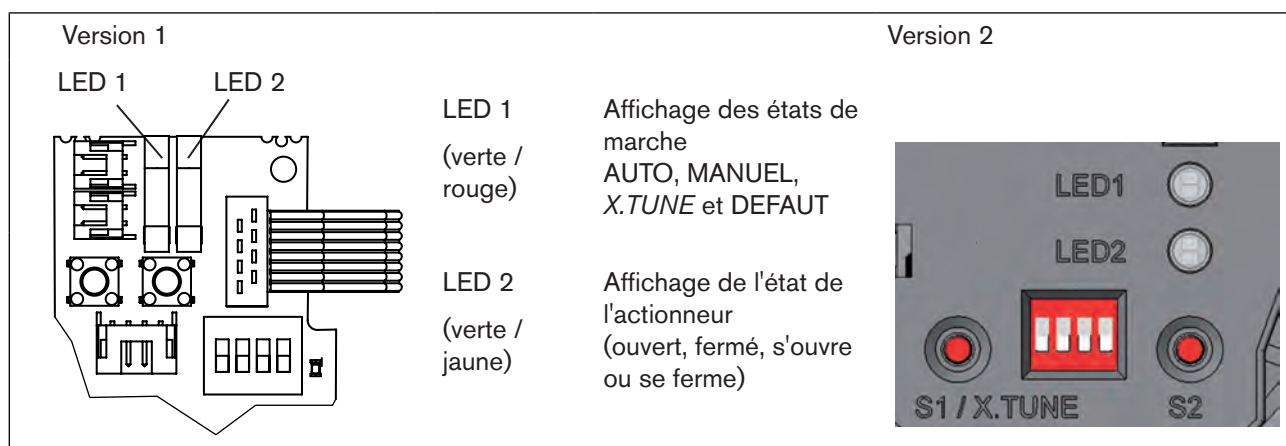 Version 1
Version 2
LED 1
LED 2
LED 1
(verte /
rouge)
Affichage des états de
marche
AUTO, MANUEL,
X.TUNE et DEFAUT
LED 2
(verte /
jaune)
Affichage de l'état de
l'actionneur
(ouvert, fermé, s'ouvre
ou se ferme)
LED1
LED2
S1 / X.TUNE
S2